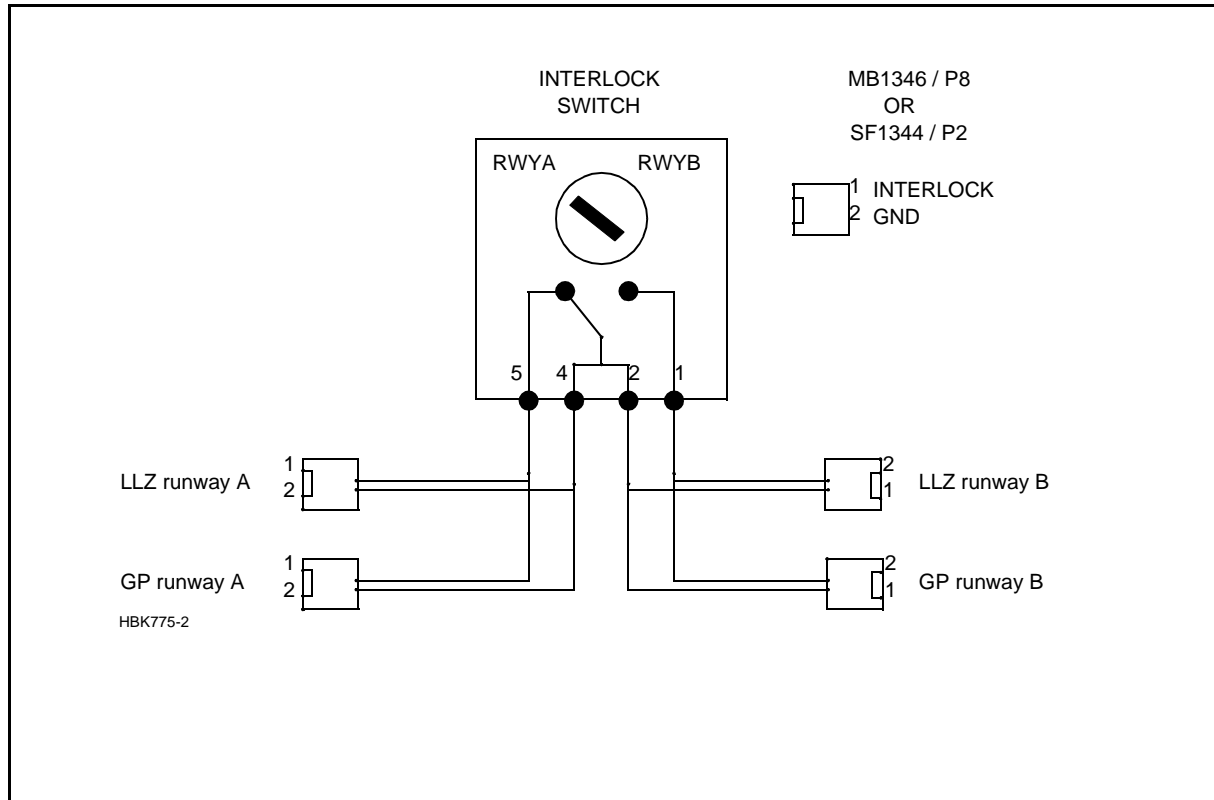 INTERLOCK
SWITCH
MB1346 / P8
OR
SF1344 / P2
RWYA
RWYB
1 INTERLOCK
2 GND
5 4 2 1
LLZ runway A
1
2
2
1
LLZ runway B
GP runway A
1
2
2
1
GP runway B
HBK775-2